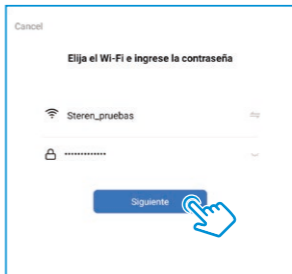 Cancel
Elija el Wi-Fi e ingrese la contraseña
Steren_pruebas
•••••••••••••
Siguiente